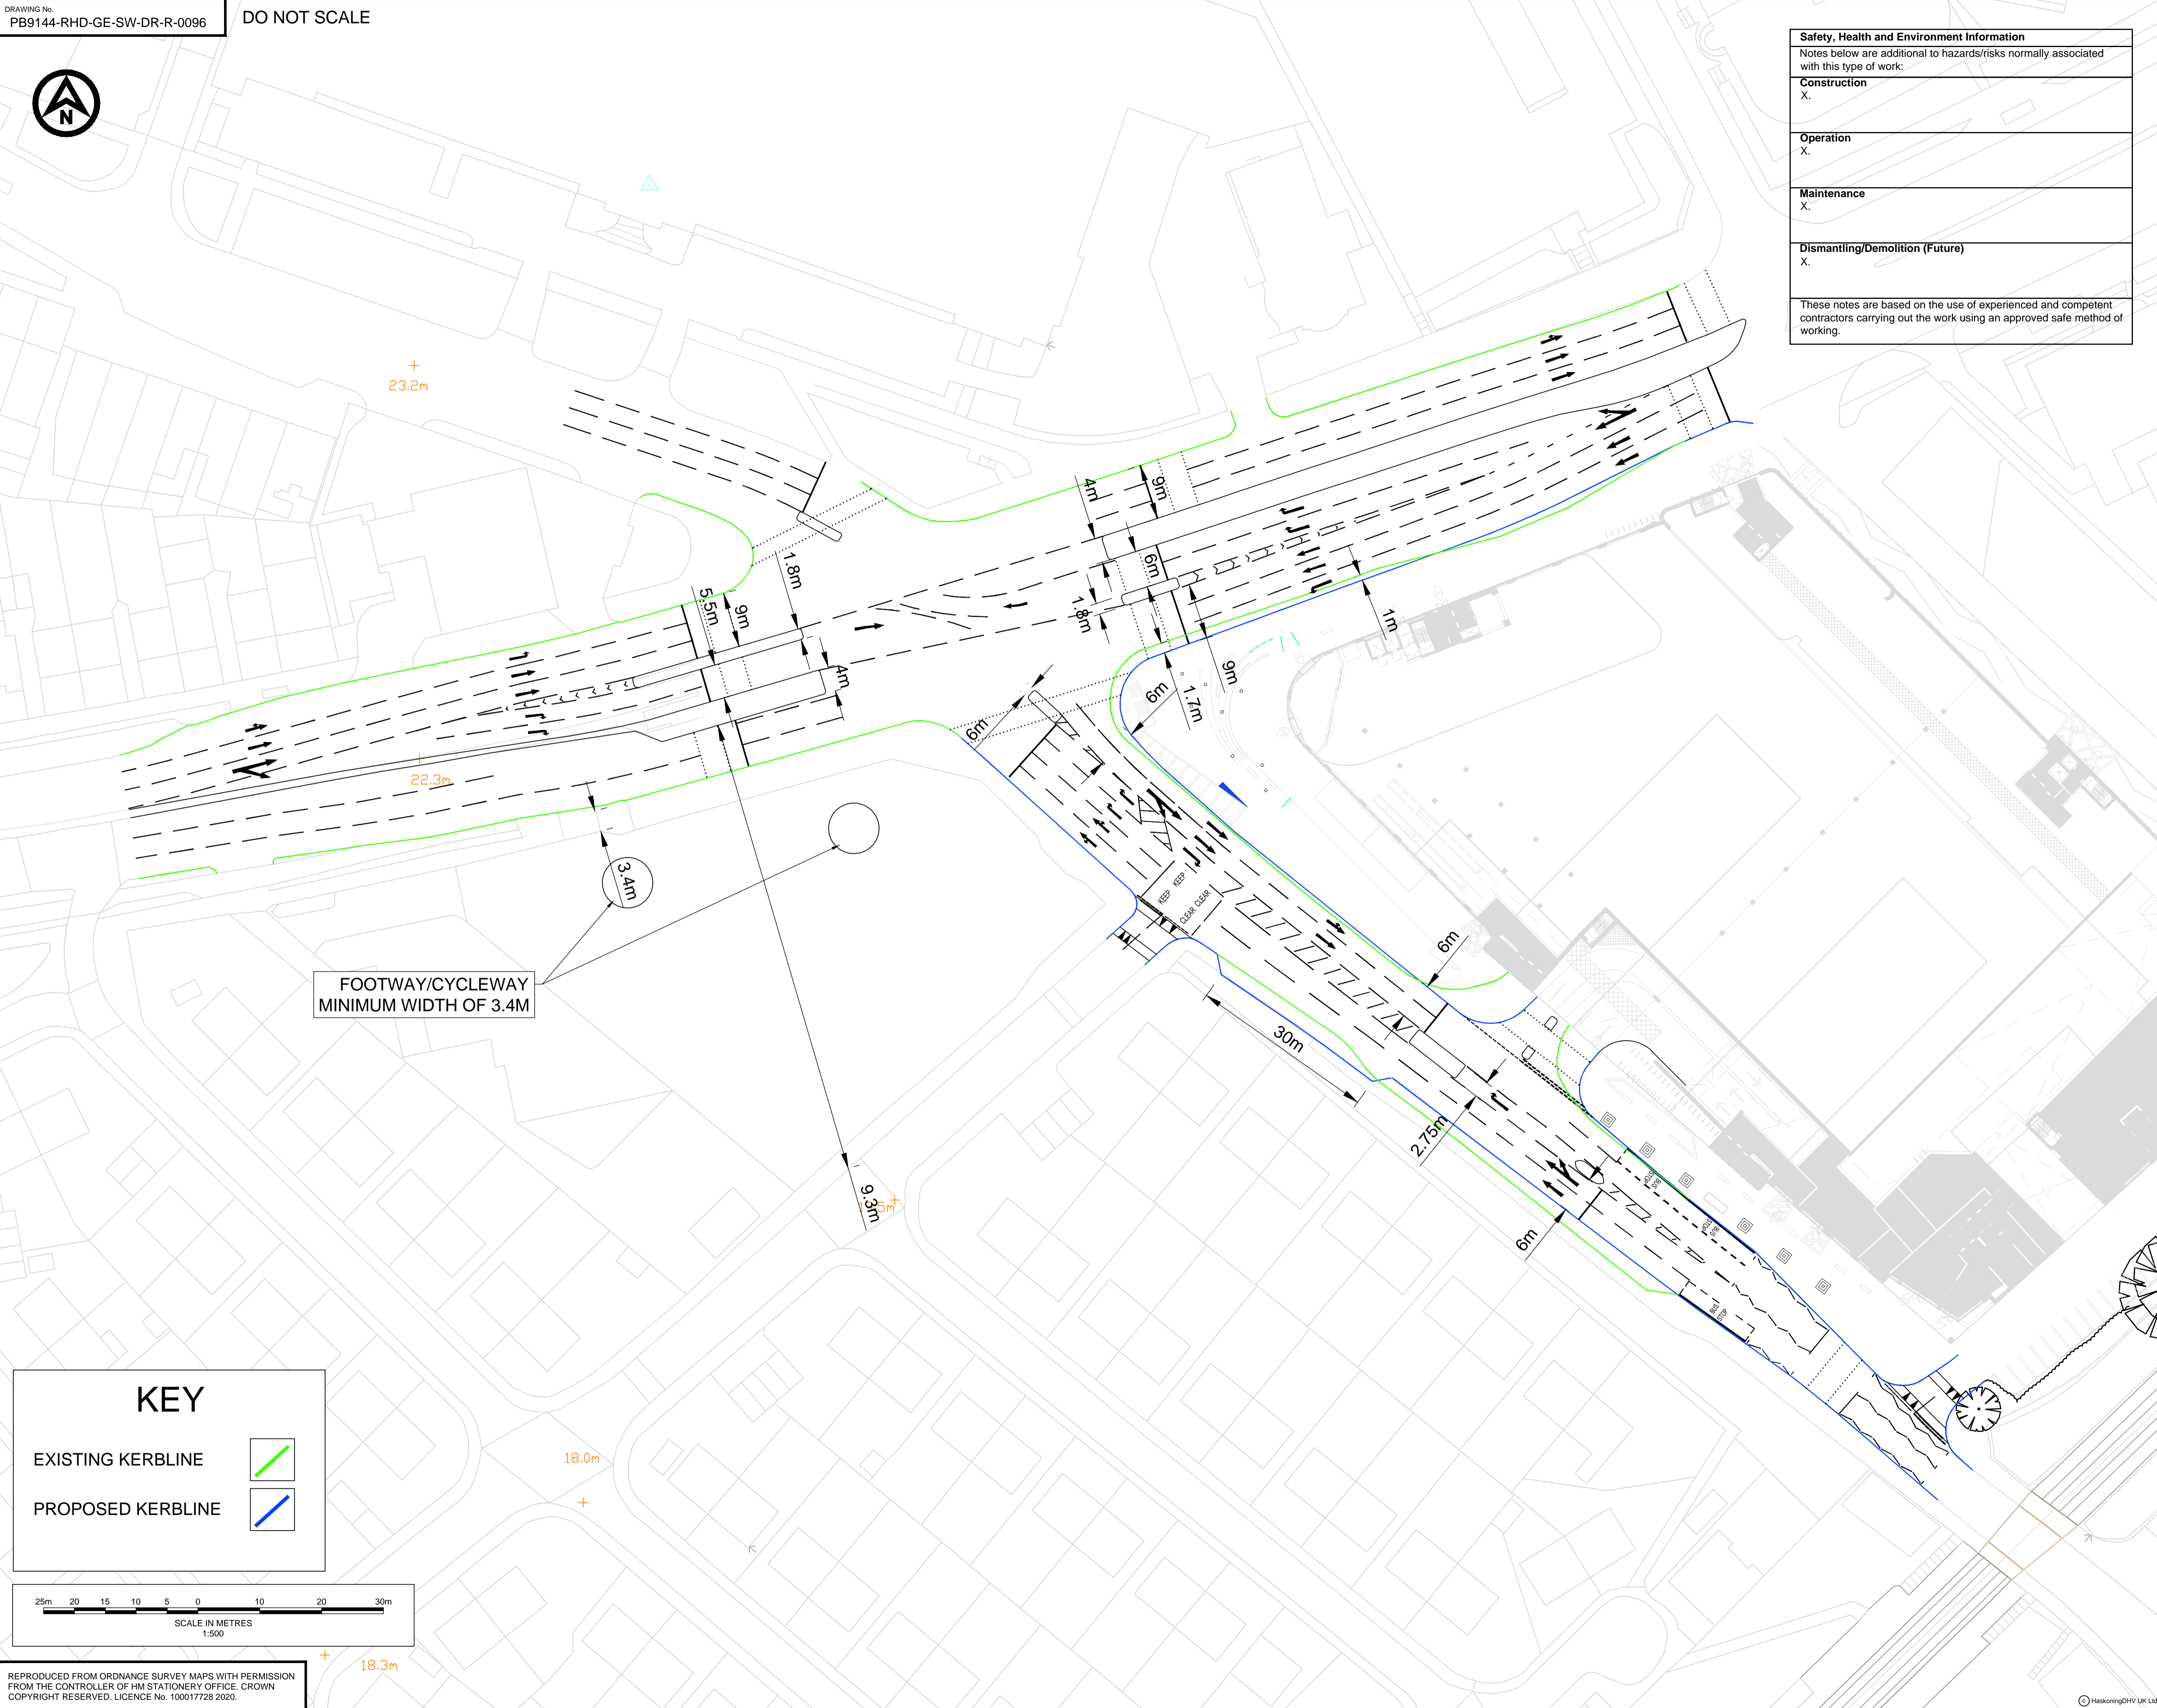 DRAWING No.
PB9144-RHD-GE-SW-DR-R-0096
DO NOT SCALE
N
Safety, Health and Environment Information
Notes below are additional to hazards/risks normally associated
with this type of work:
Construction
X.
Operation
X.
Maintenance
X.
Dismantling/Demolition (Future)
X.
These notes are based on the use of experienced and competent
contractors carrying out the work using an approved safe method of
working.
23.2m
4m
9m
1.8m
6m
5.5m
9m
1.8m
1m
4m
9m
6m
1.7m
6m
22.3m
3.4m
KEEP KEEP
CLEAR CLEAR
6m
FOOTWAY/CYCLEWAY
MINIMUM WIDTH OF 3.4M
30m
2.75m
9.3m
6m
BUS
STOP
BUS
STOP
BUS
STOP
KEY
EXISTING KERBLINE
PROPOSED KERBLINE
18.0m
25m 20 15 10 5 0 10 20 30m
SCALE IN METRES
1:500
18.3m
REPRODUCED FROM ORDNANCE SURVEY MAPS WITH PERMISSION
FROM THE CONTROLLER OF HM STATIONERY OFFICE. CROWN
COPYRIGHT RESERVED. LICENCE No. 100017728 2020.
© HaskoningDHV UK Ltd